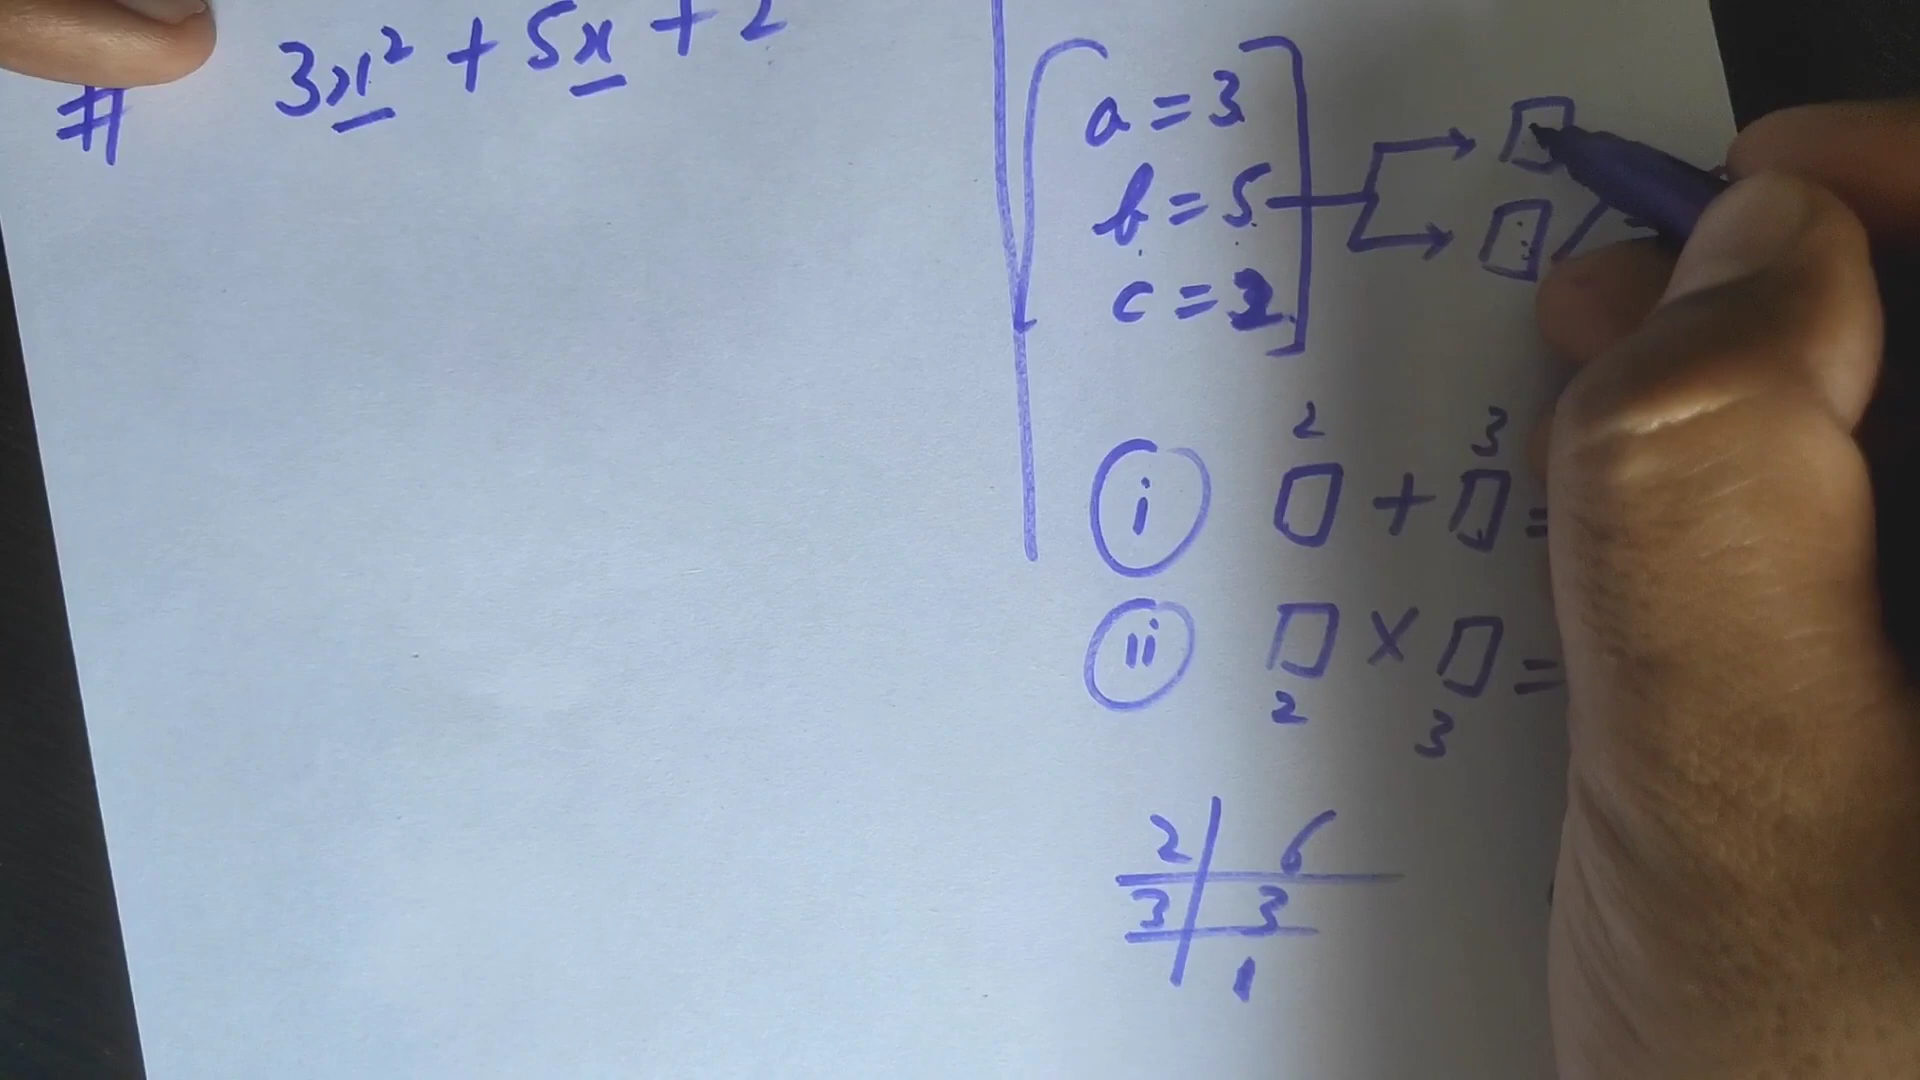 # 3x² + 5x + 2
a = 3
b = 5
c = 2
2 3
i □ + □ =
ii □ × □ =
2 3
2 6
3 3
1